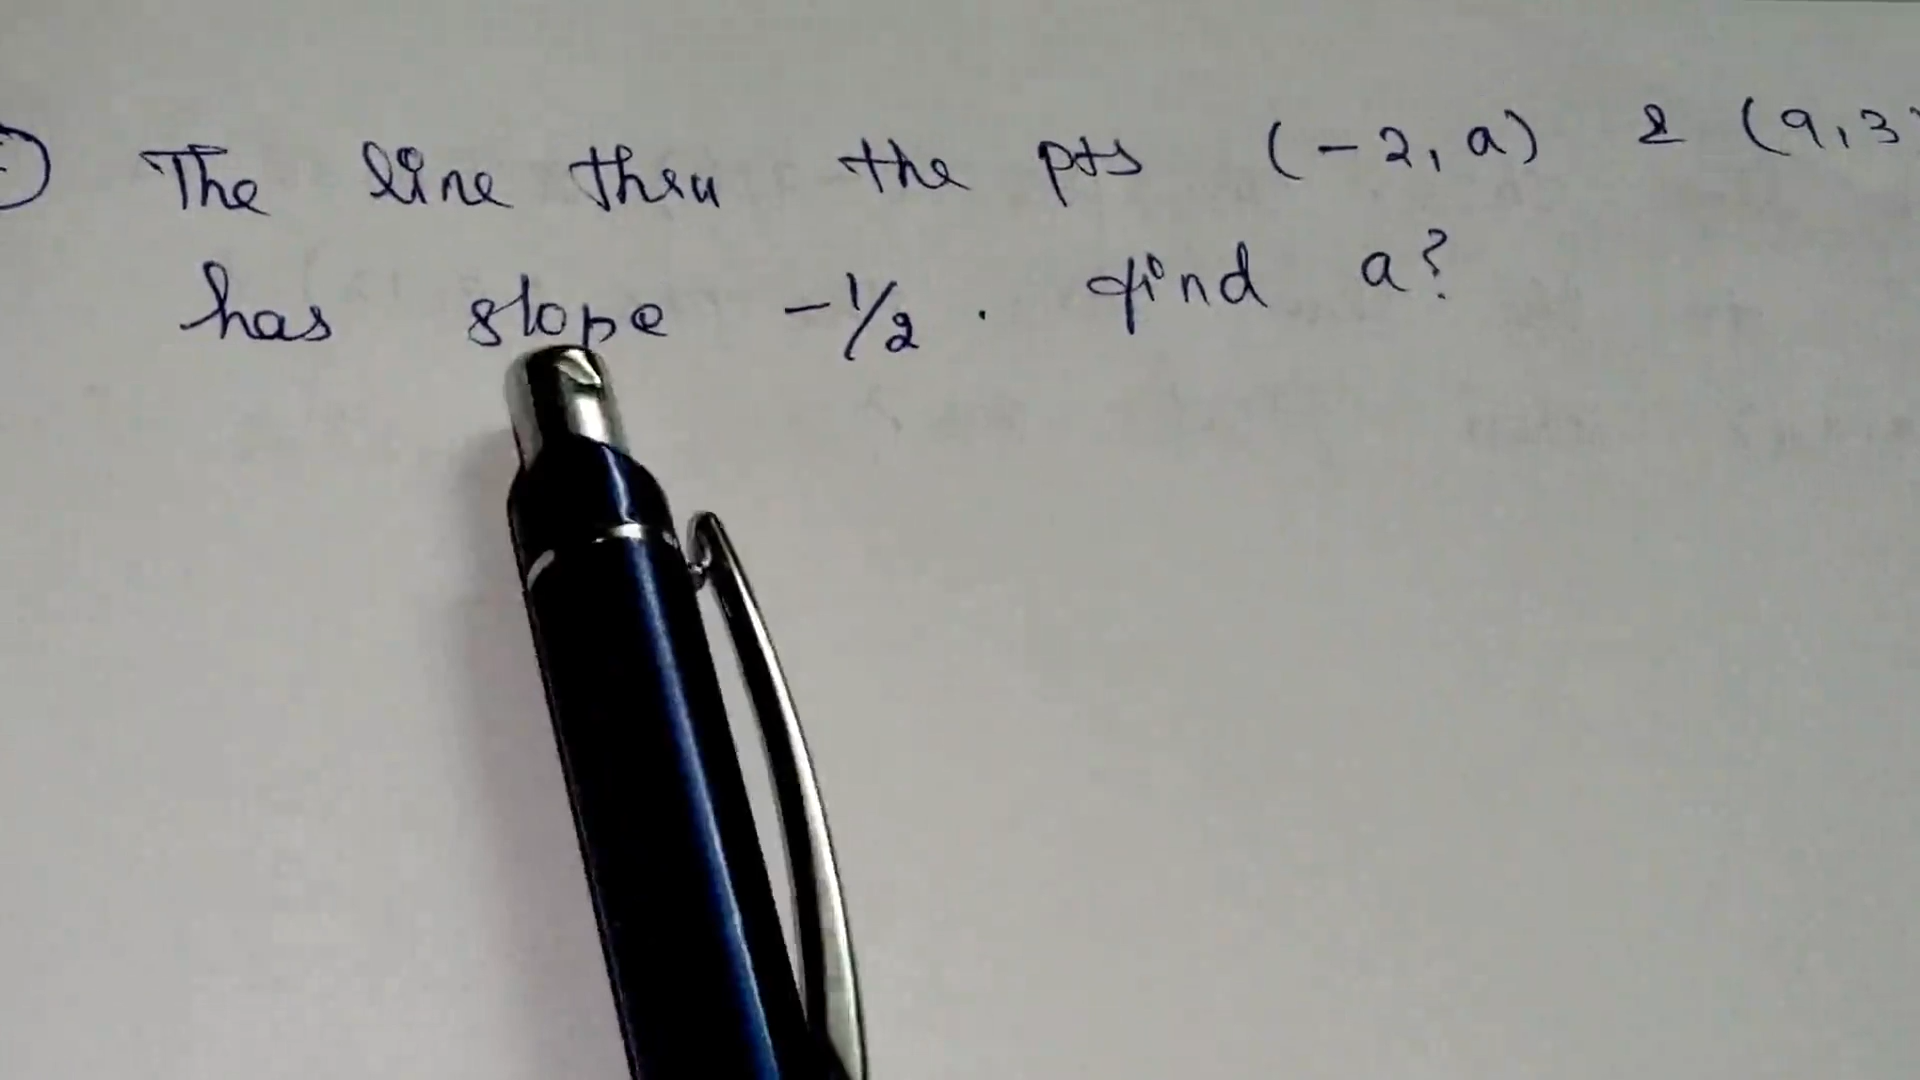 The line thru the pts (-2, a) & (9,3)
has slope -1/2. find a?